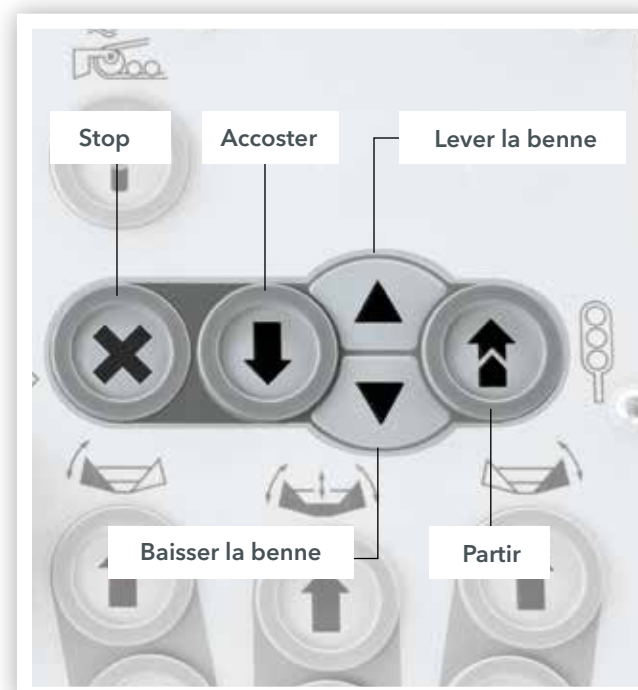 Stop
Accoster
Lever la benne
Baisser la benne
Partir